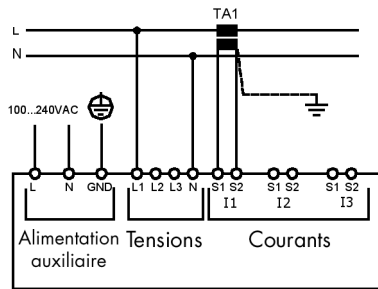 TA1
L
N
100...240VAC
L N GND L1 L2 L3 N S1 S2 S1 S2 S1 S2
I1 I2 I3
Alimentation auxiliaire
Tensions
Courants